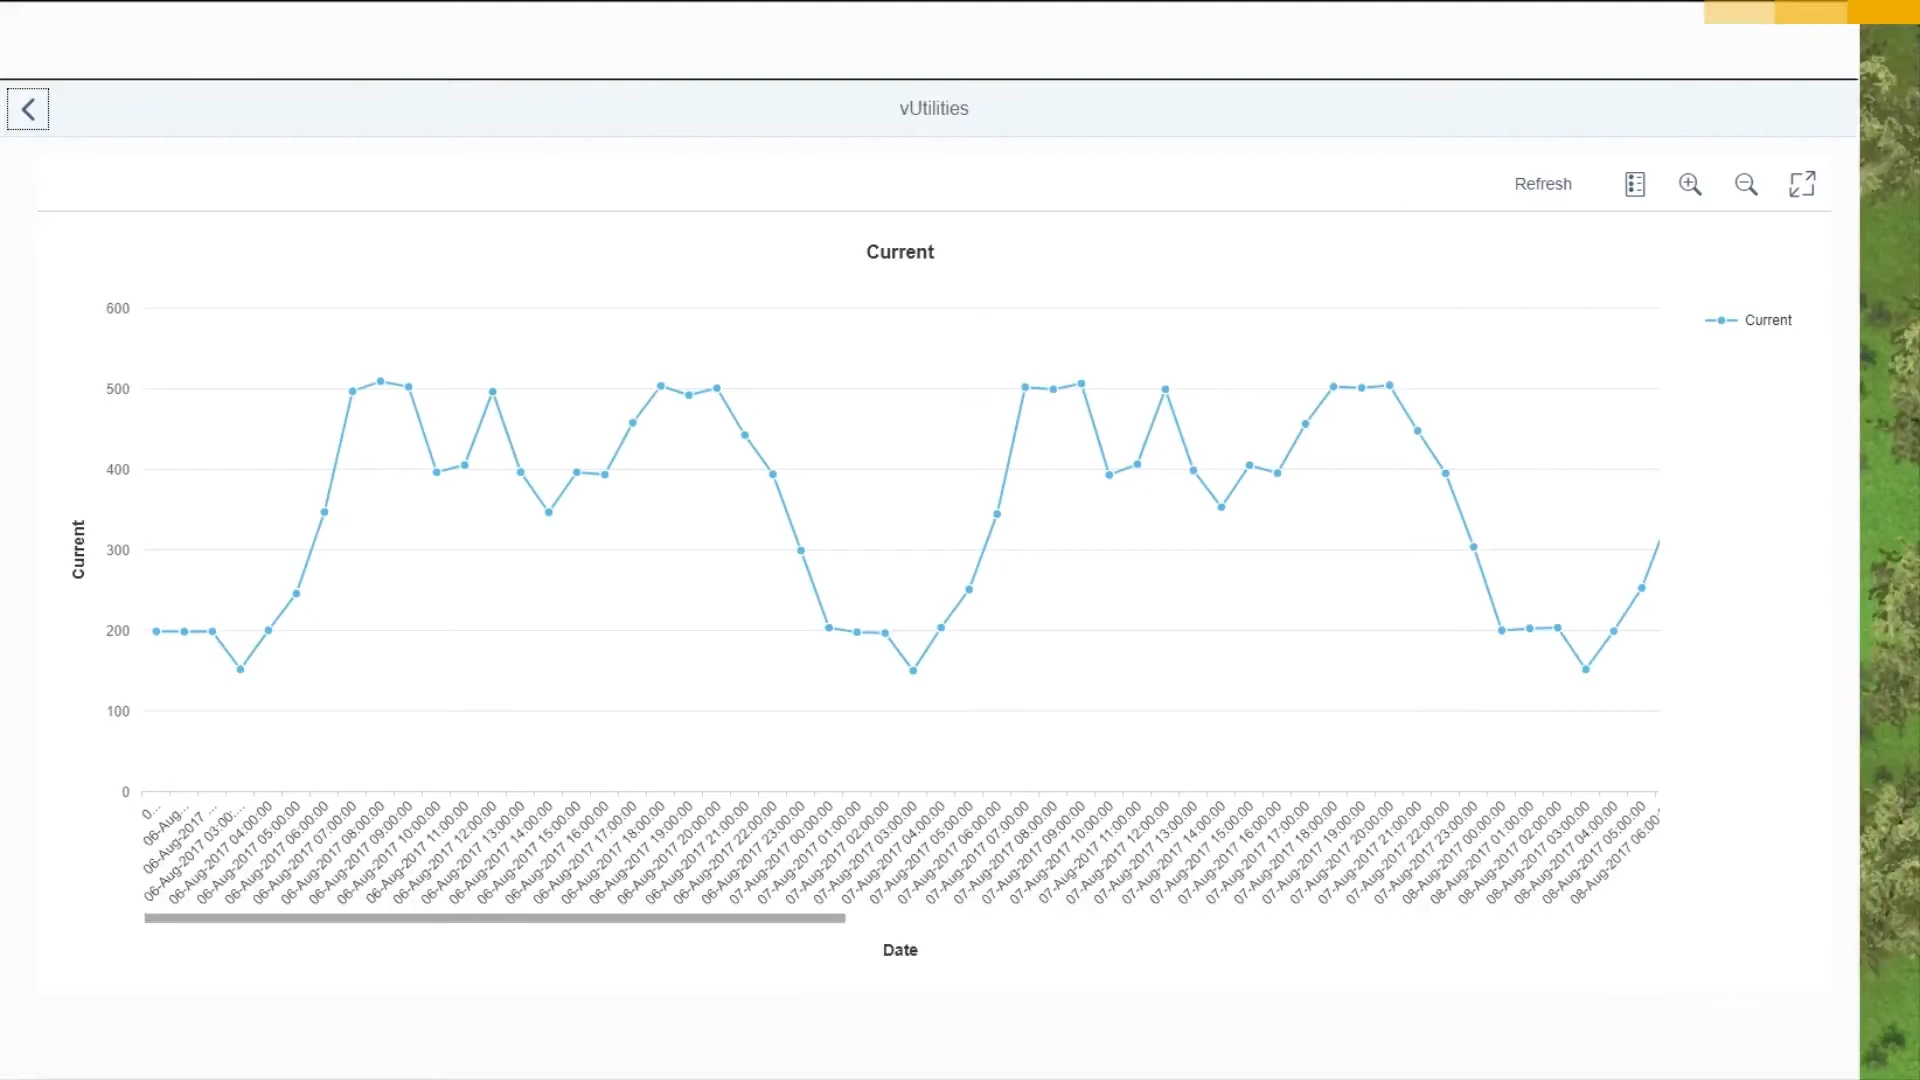 vUtilities
Refresh
Current
600
500
400
300
200
100
0
Current
Current
0...
06-Aug...
06-Aug-2017 ...
06-Aug-2017 03:00:...
06-Aug-2017 04:00:00
06-Aug-2017 05:00:00
06-Aug-2017 06:00:00
06-Aug-2017 07:00:00
06-Aug-2017 08:00:00
06-Aug-2017 09:00:00
06-Aug-2017 10:00:00
06-Aug-2017 11:00:00
06-Aug-2017 12:00:00
06-Aug-2017 13:00:00
06-Aug-2017 14:00:00
06-Aug-2017 15:00:00
06-Aug-2017 16:00:00
06-Aug-2017 17:00:00
06-Aug-2017 18:00:00
06-Aug-2017 19:00:00
06-Aug-2017 20:00:00
06-Aug-2017 21:00:00
06-Aug-2017 22:00:00
06-Aug-2017 23:00:00
07-Aug-2017 00:00:00
07-Aug-2017 01:00:00
07-Aug-2017 02:00:00
07-Aug-2017 03:00:00
07-Aug-2017 04:00:00
07-Aug-2017 05:00:00
07-Aug-2017 06:00:00
07-Aug-2017 07:00:00
07-Aug-2017 08:00:00
07-Aug-2017 09:00:00
07-Aug-2017 10:00:00
07-Aug-2017 11:00:00
07-Aug-2017 12:00:00
07-Aug-2017 13:00:00
07-Aug-2017 14:00:00
07-Aug-2017 15:00:00
07-Aug-2017 16:00:00
07-Aug-2017 17:00:00
07-Aug-2017 18:00:00
07-Aug-2017 19:00:00
07-Aug-2017 20:00:00
07-Aug-2017 21:00:00
07-Aug-2017 22:00:00
07-Aug-2017 23:00:00
08-Aug-2017 00:00:00
08-Aug-2017 01:00:00
08-Aug-2017 02:00:00
08-Aug-2017 03:00:00
08-Aug-2017 04:00:00
08-Aug-2017 05:00:00
08-Aug-2017 06:00:
Date